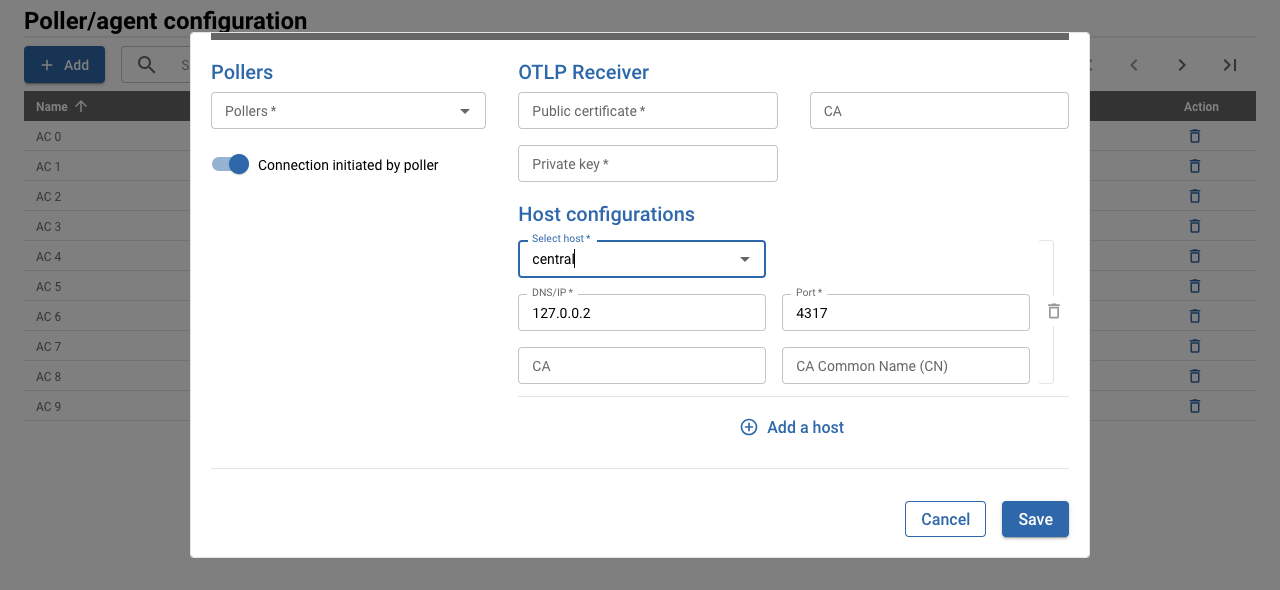 Poller/agent configuration
Add
S
Name
Action
AC 0
AC 1
AC 2
AC 3
AC 4
AC 5
AC 6
AC 7
AC 8
AC 9
Pollers
Pollers *
Connection initiated by poller
OTLP Receiver
Public certificate *
CA
Private key *
Host configurations
Select host *
central
DNS/IP *
127.0.0.2
Port *
4317
CA
CA Common Name (CN)
Add a host
Cancel
Save